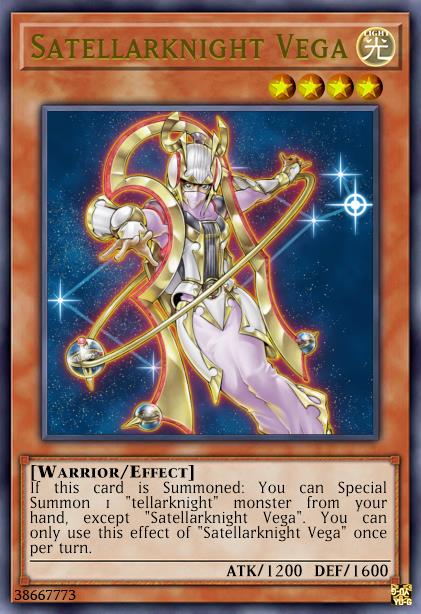 Satellarknight Vega
LIGHT
光
[Warrior/Effect]
If this card is Summoned: You can Special
Summon 1 "tellarknight" monster from your
hand, except "Satellarknight Vega". You can
only use this effect of "Satellarknight Vega" once
per turn.
ATK/1200 DEF/1600
38667773